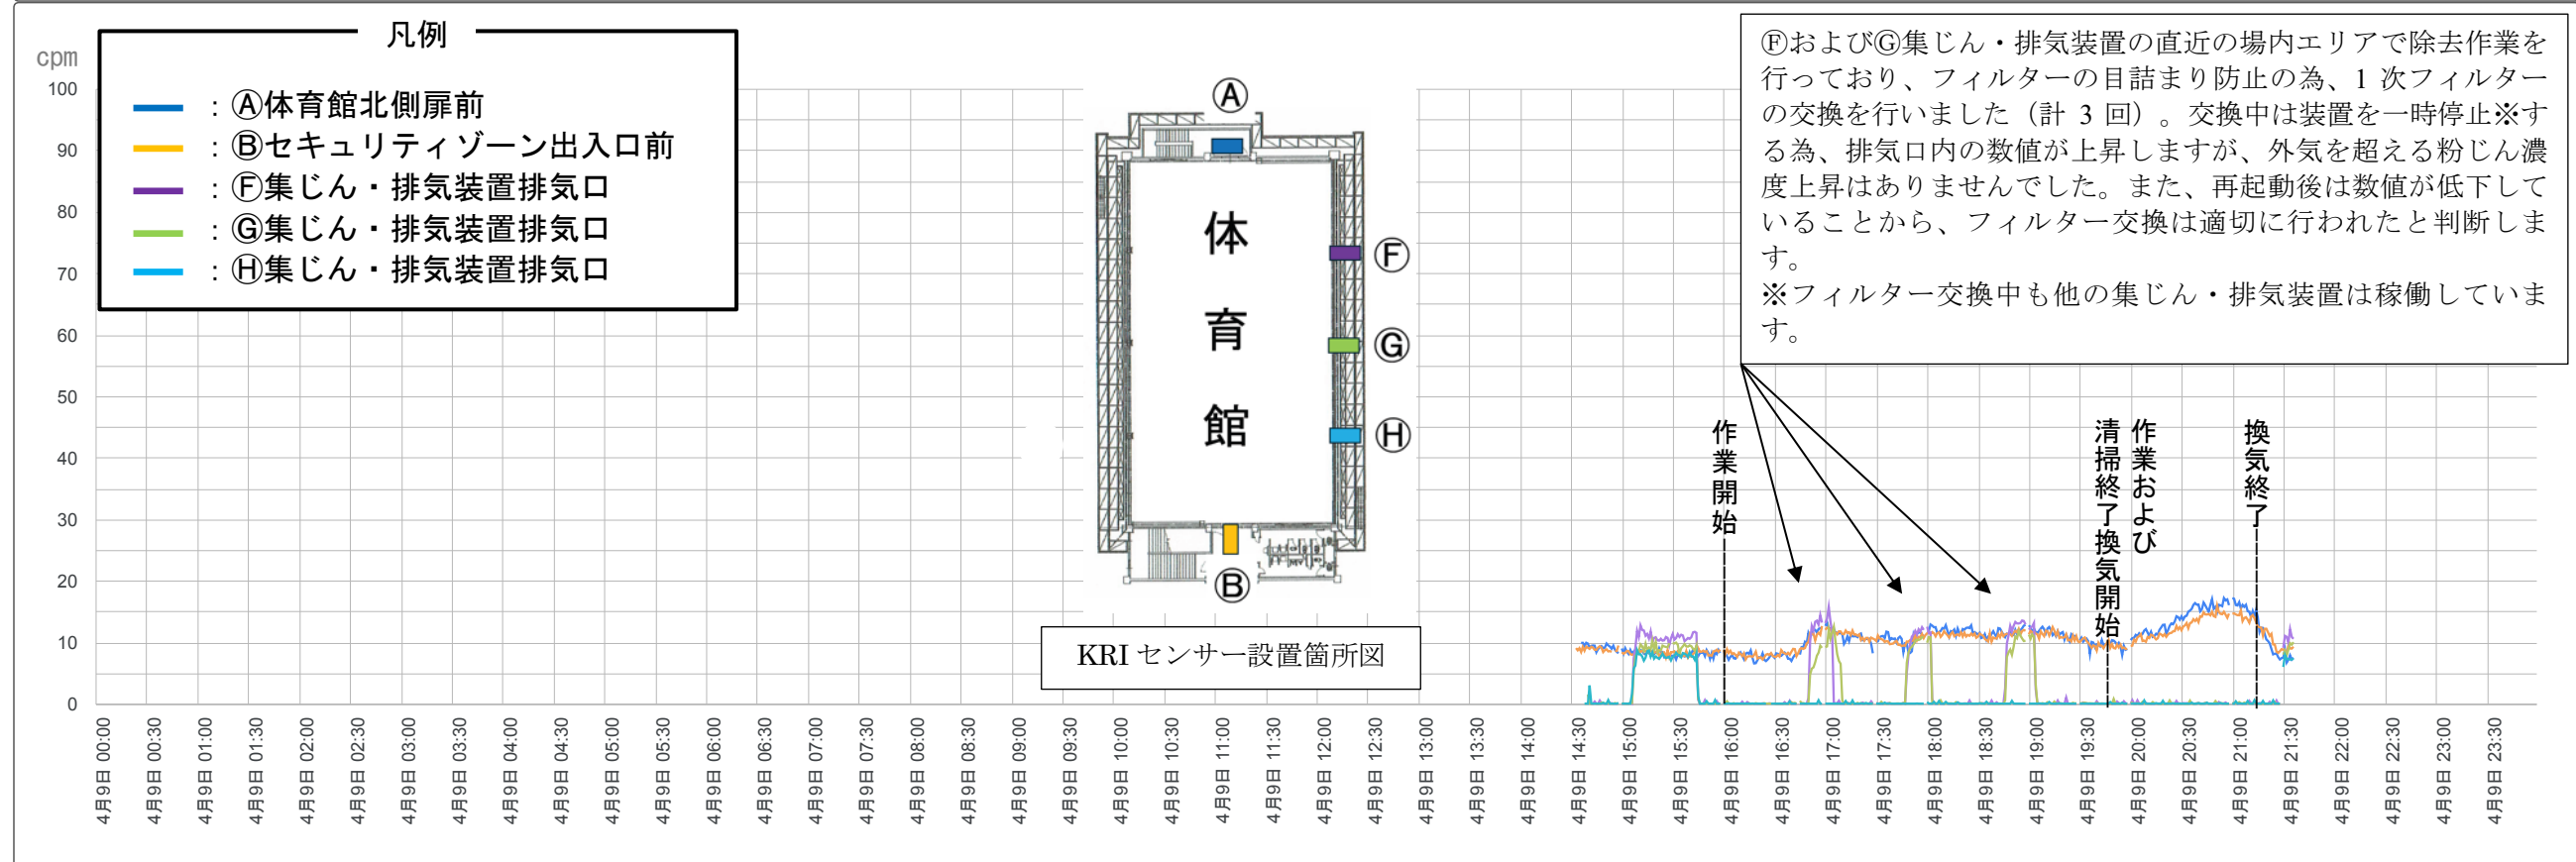 凡例
cpm
:Ⓐ体育館北側扉前
:Ⓑセキュリティゾーン出入口前
:Ⓕ集じん・排気装置排気口
:Ⓖ集じん・排気装置排気口
:Ⓗ集じん・排気装置排気口
100
90
80
70
60
50
40
30
20
10
0
Ⓐ
体育館
Ⓕ
Ⓖ
Ⓗ
Ⓑ
KRIセンサー設置箇所図
Ⓕおよび Ⓖ集じん・排気装置の直近の場内エリアで除去作業を
行っており、フィルターの目詰まり防止の為、1 次フィルター
の交換を行いました（計 3 回）。交換中は装置を一時停止※す
る為、排気口内の数値が上昇しますが、外気を超える粉じん濃
度上昇はありませんでした。また、再起動後は数値が低下して
いることから、フィルター交換は適切に行われたと判断しま
す。
※フィルター交換中も他の集じん・排気装置は稼働していま
す。
作業開始
作業および
清掃終了換気開始
換気終了
4月9日 00:00
4月9日 00:30
4月9日 01:00
4月9日 01:30
4月9日 02:00
4月9日 02:30
4月9日 03:00
4月9日 03:30
4月9日 04:00
4月9日 04:30
4月9日 05:00
4月9日 05:30
4月9日 06:00
4月9日 06:30
4月9日 07:00
4月9日 07:30
4月9日 08:00
4月9日 08:30
4月9日 09:00
4月9日 09:30
4月9日 10:00
4月9日 10:30
4月9日 11:00
4月9日 11:30
4月9日 12:00
4月9日 12:30
4月9日 13:00
4月9日 13:30
4月9日 14:00
4月9日 14:30
4月9日 15:00
4月9日 15:30
4月9日 16:00
4月9日 16:30
4月9日 17:00
4月9日 17:30
4月9日 18:00
4月9日 18:30
4月9日 19:00
4月9日 19:30
4月9日 20:00
4月9日 20:30
4月9日 21:00
4月9日 21:30
4月9日 22:00
4月9日 22:30
4月9日 23:00
4月9日 23:30